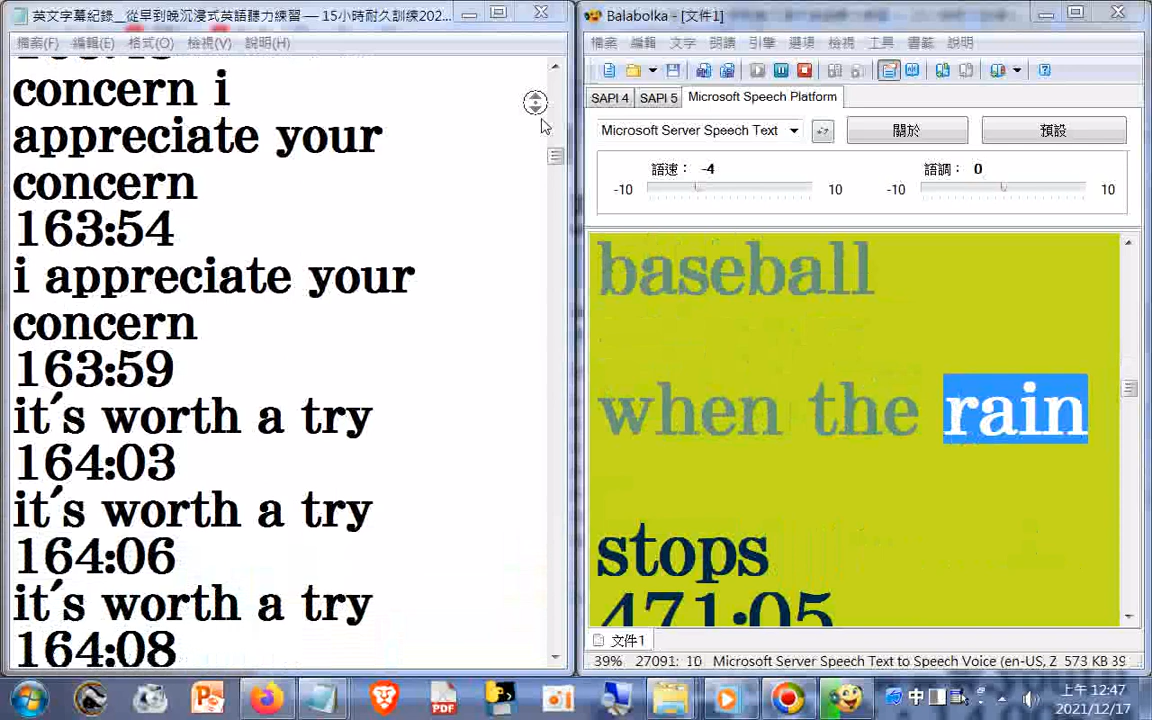 英文字幕紀錄__從早到晚沉浸式英語聽力練習 — 15小時耐久訓練202...
檔案(F) 編輯(E) 格式(O) 檢視(V) 說明(H)
concern i
appreciate your
concern
163:54
i appreciate your
concern
163:59
it's worth a try
164:03
it's worth a try
164:06
it's worth a try
164:08
Balabolka - [文件1]
檔案 編輯 文字 朗讀 引擎 選項 檢視 工具 書籤 說明
SAPI 4 SAPI 5 Microsoft Speech Platform
Microsoft Server Speech Text 關於 預設
語速： -4 語調： 0
-10 10 -10 10
baseball
when the rain
stops
471:05
文件1
39% 27091: 10 Microsoft Server Speech Text to Speech Voice (en-US, Z 573 KB 39
PDF 中 上午 12:47
2021/12/17